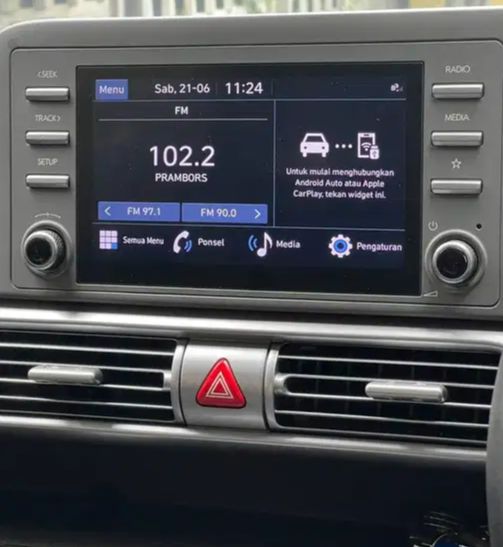 <SEEK
TRACK>
SETUP
Menu
Sab, 21-06
11:24
FM
102.2
PRAMBORS
< FM 97.1
FM 90.0 >
Untuk mulai menghubungkan
Android Auto atau Apple
CarPlay, tekan widget ini.
Semua Menu
Ponsel
Media
Pengaturan
RADIO
MEDIA